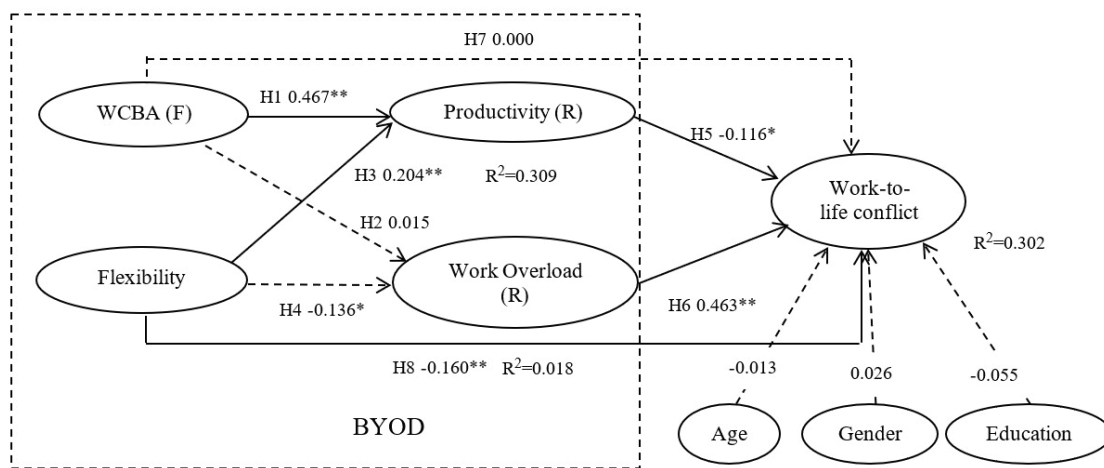 H7 0.000
WCBA (F)
H1 0.467**
Productivity (R)
H5 -0.116*
H3 0.204**
R²=0.309
Work-to-
life conflict
R²=0.302
H2 0.015
Flexibility
Work Overload
(R)
H4 -0.136*
H6 0.463**
H8 -0.160**
R²=0.018
-0.013
0.026
-0.055
BYOD
Age
Gender
Education